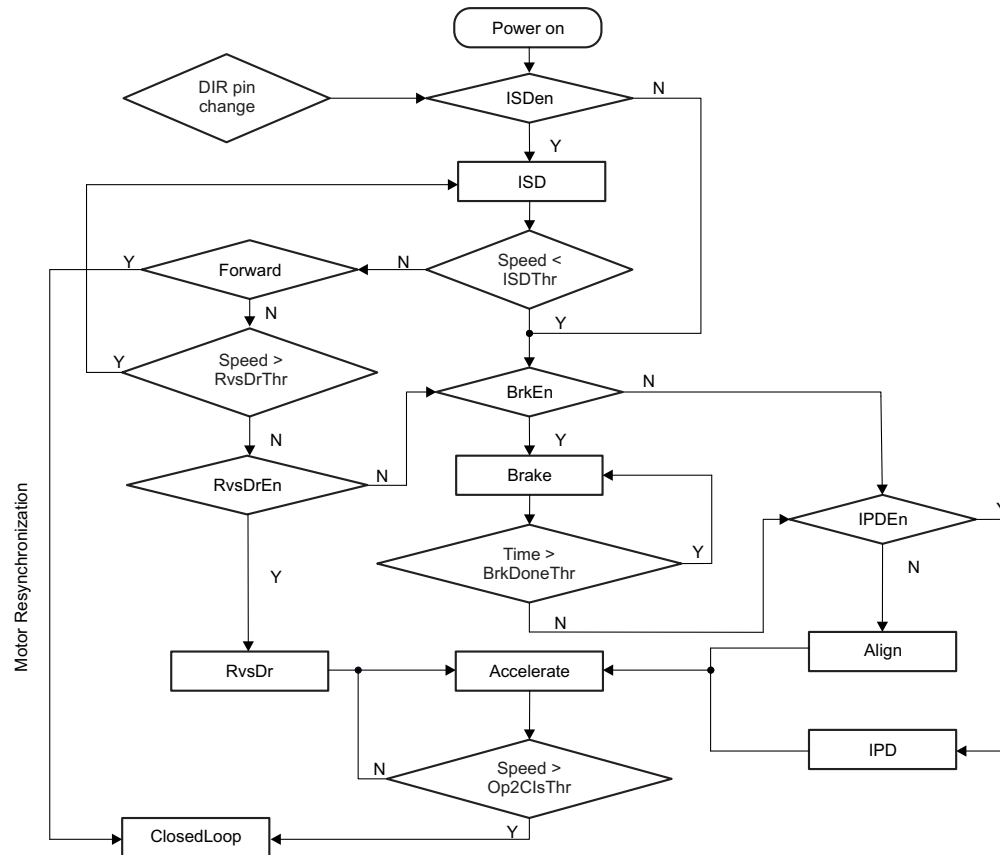 Power on
DIR pin
change
ISDen
N
Y
ISD
Speed <
ISDThr
N
Forward
Y
Y
N
Speed >
RvsDrThr
Y
N
BrkEn
N
Y
RvsDrEn
N
Brake
IPDEn
Y
Time >
BrkDoneThr
Y
N
Y
N
Motor Resynchronization
Align
RvsDr
Accelerate
IPD
Speed >
Op2ClsThr
N
Y
ClosedLoop